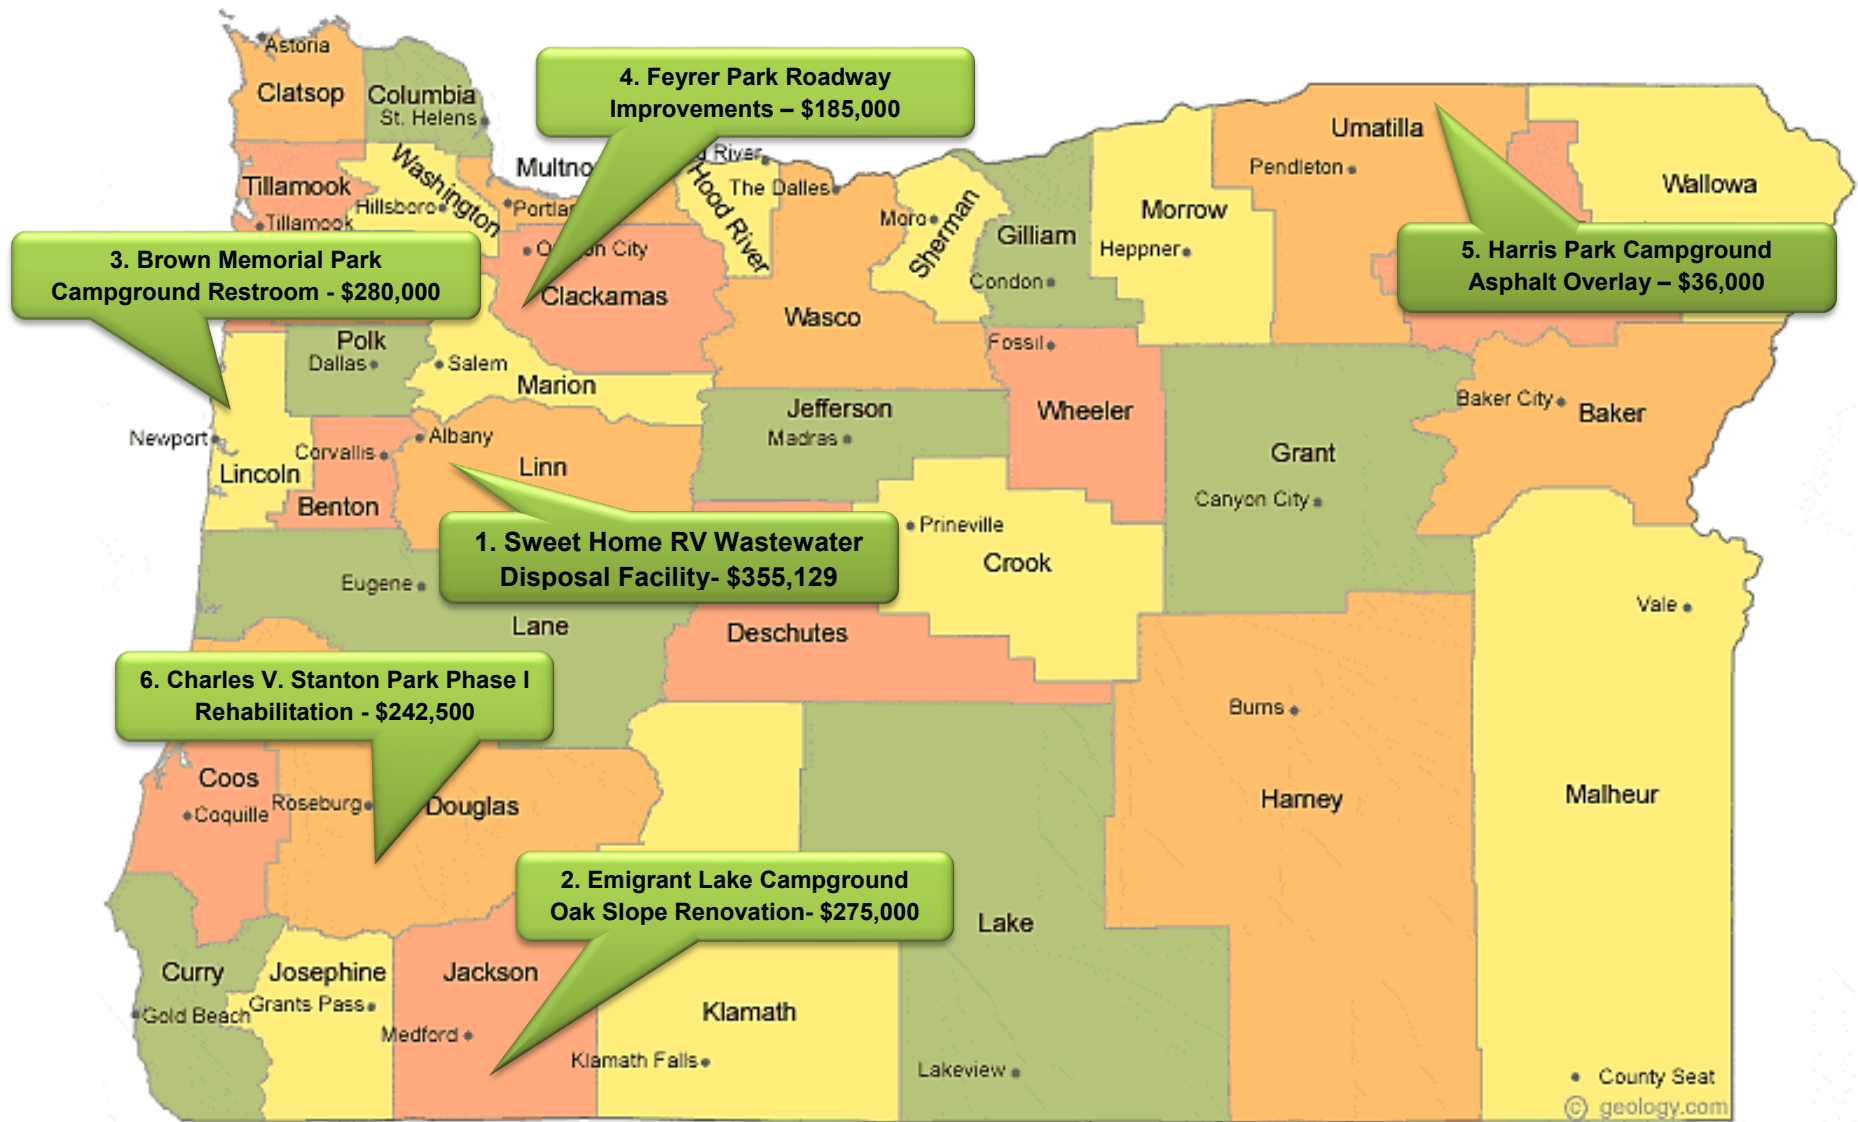 Astoria
Clatsop
Columbia
St. Helens
4. Feyrer Park Roadway
Improvements – $185,000
Umatilla
Pendleton
Wallowa
Tillamook
Washington
Hillsboro
Tillamook
Multno
River
Hood River
The Dalles
Portlan
Moro
Sherman
Gilliam
Condon
Morrow
Heppner
5. Harris Park Campground
Asphalt Overlay – $36,000
3. Brown Memorial Park
Campground Restroom - $280,000
City
Clackamas
Wasco
Polk
Dallas
Salem
Marion
Fossil
Jefferson
Madras
Wheeler
Grant
Canyon City
Baker City
Baker
Newport
Lincoln
Corvallis
Benton
Albany
Linn
1. Sweet Home RV Wastewater
Disposal Facility- $355,129
Prineville
Crook
Eugene
Lane
Deschutes
Vale
6. Charles V. Stanton Park Phase I
Rehabilitation - $242,500
Burns
Harney
Malheur
Coos
Coquille
Roseburg
Douglas
2. Emigrant Lake Campground
Oak Slope Renovation- $275,000
Lake
Curry
Gold Beach
Josephine
Grants Pass
Jackson
Medford
Klamath
Klamath Falls
Lakeview
County Seat
© geology.com